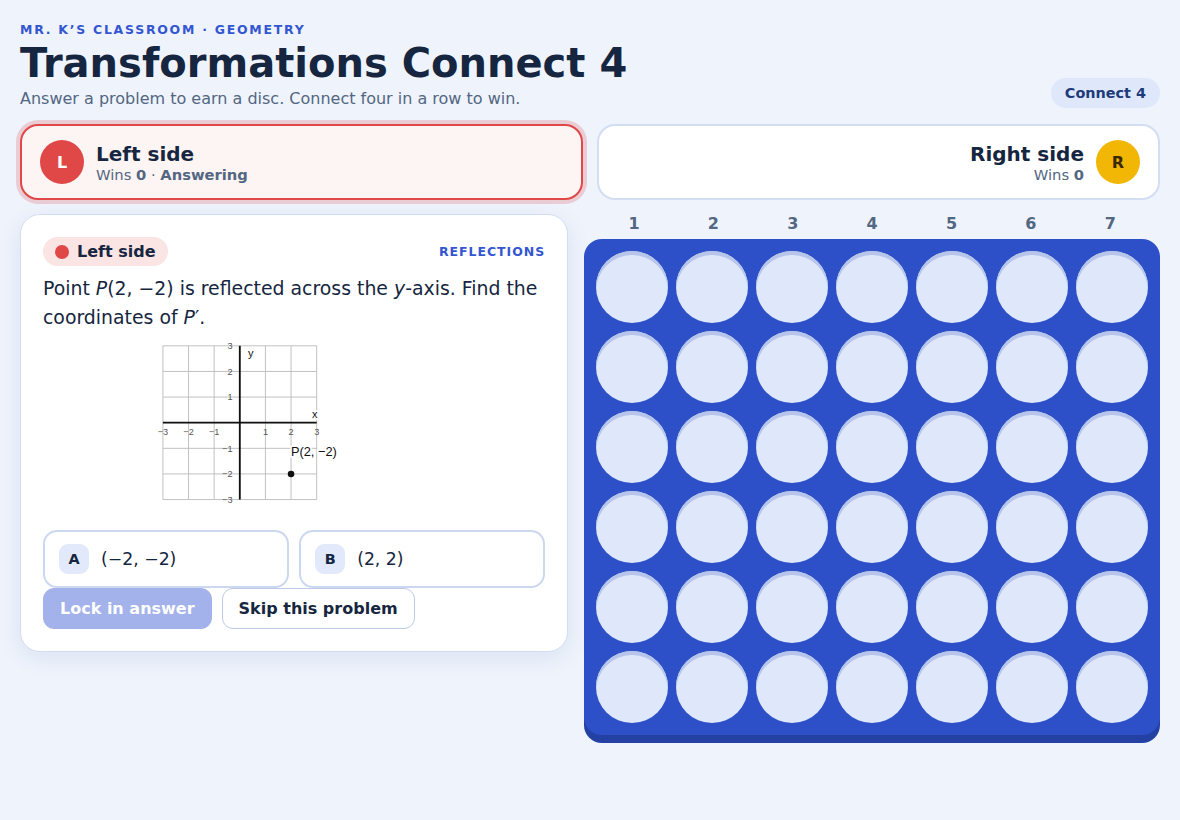 MR. K’S CLASSROOM · GEOMETRY
Transformations Connect 4
Answer a problem to earn a disc. Connect four in a row to win.
Connect 4
L
Left side
Wins 0 · Answering
Right side
Wins 0
R
Left side
REFLECTIONS
Point P(2, −2) is reflected across the y-axis. Find the
coordinates of P′.
3
y
2
1
x
−3 −2 −1 1 2 3
−1
P(2, −2)
−2
−3
A (−2, −2)
B (2, 2)
Lock in answer
Skip this problem
1 2 3 4 5 6 7